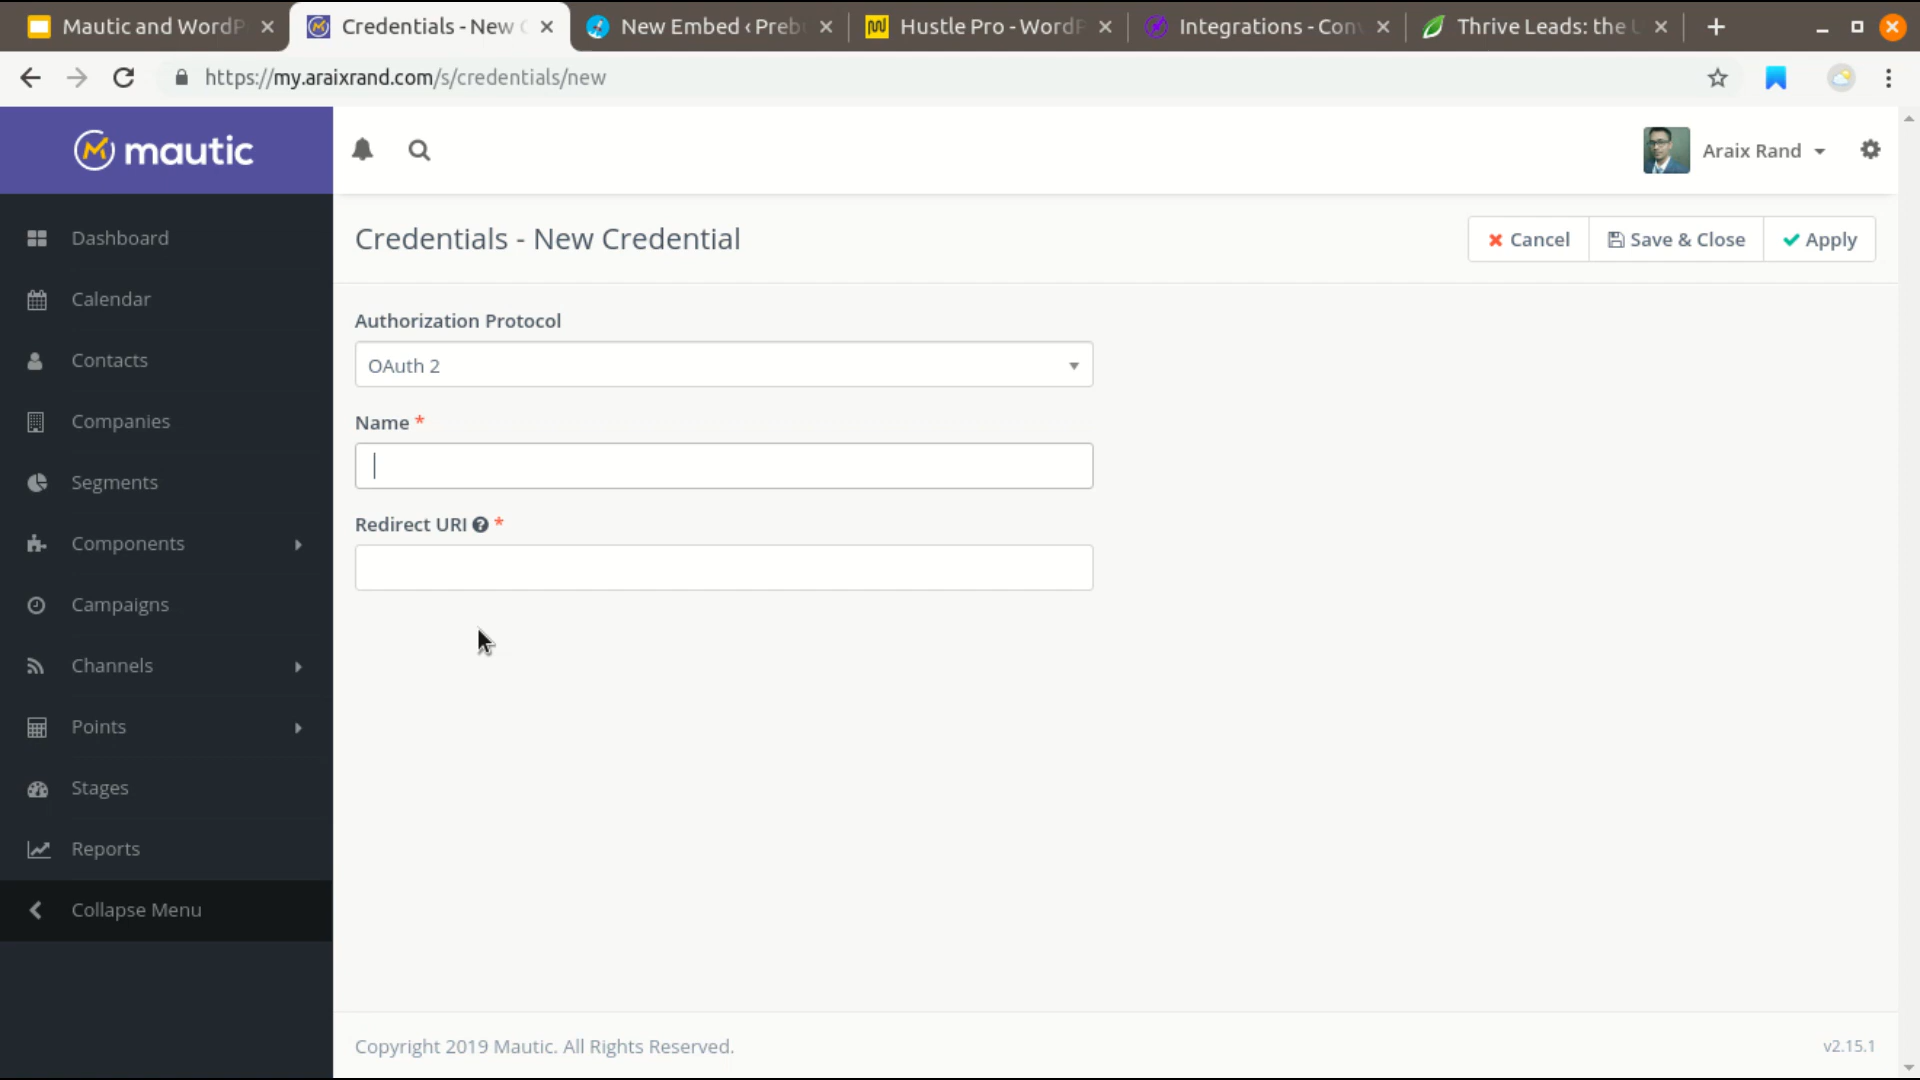 Mautic and WordP
Credentials - New C
New Embed ‹ Preb
Hustle Pro - WordP
Integrations - Conv
Thrive Leads: the U
https://my.araixrand.com/s/credentials/new
mautic
Araix Rand
Dashboard
Calendar
Contacts
Companies
Segments
Components
Campaigns
Channels
Points
Stages
Reports
Collapse Menu
Credentials - New Credential
Cancel
Save & Close
Apply
Authorization Protocol
OAuth 2
Name *
Redirect URI ? *
Copyright 2019 Mautic. All Rights Reserved.
v2.15.1